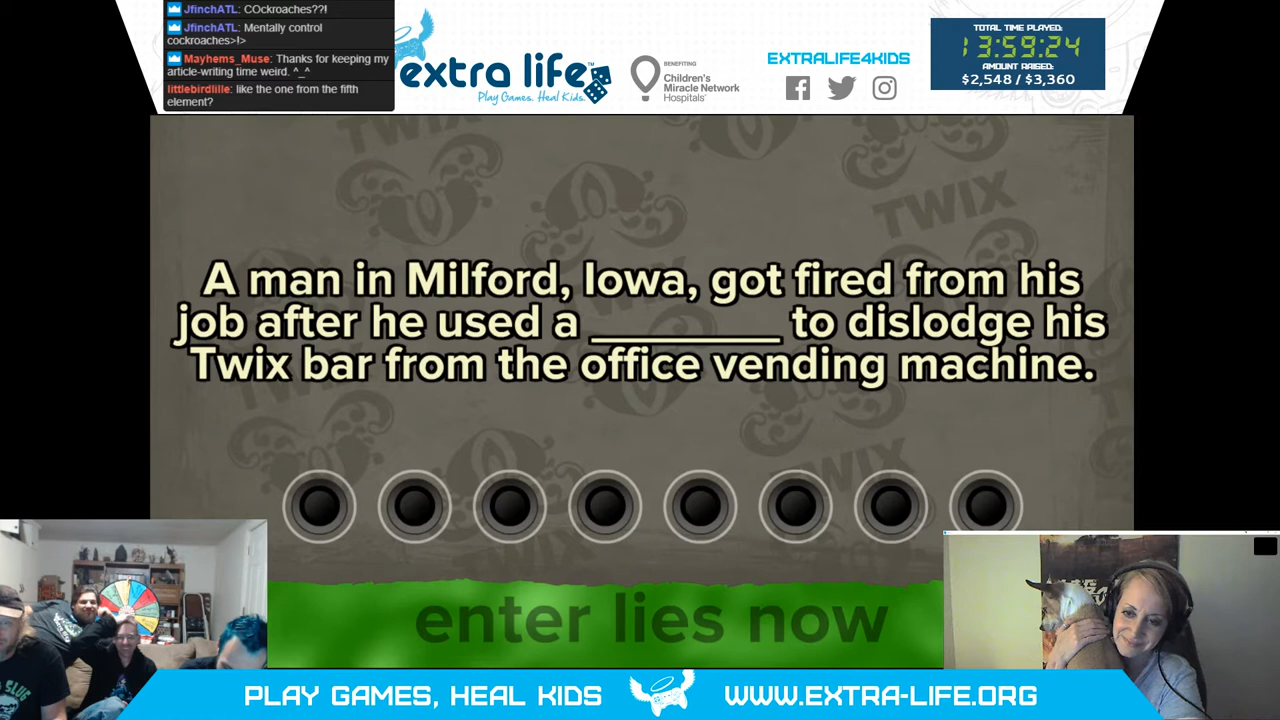 JfinchATL: COckroaches??!
JfinchATL: Mentally control
cockroaches>!>
Mayhems_Muse: Thanks for keeping my
article-writing time weird. ^_^
littlebirdlille: like the one from the fifth
element?
extra life
Play Games. Heal Kids.
BENEFITING
Children's
Miracle Network
Hospitals
EXTRALIFE4KIDS
TOTAL TIME PLAYED:
13:59:24
AMOUNT RAISED:
$2,548 / $3,360
TWIX
TWIX
A man in Milford, Iowa, got fired from his
job after he used a ________ to dislodge his
Twix bar from the office vending machine.
TWIX
TWIX
enter lies now
PLAY GAMES, HEAL KIDS
WWW.EXTRA-LIFE.ORG